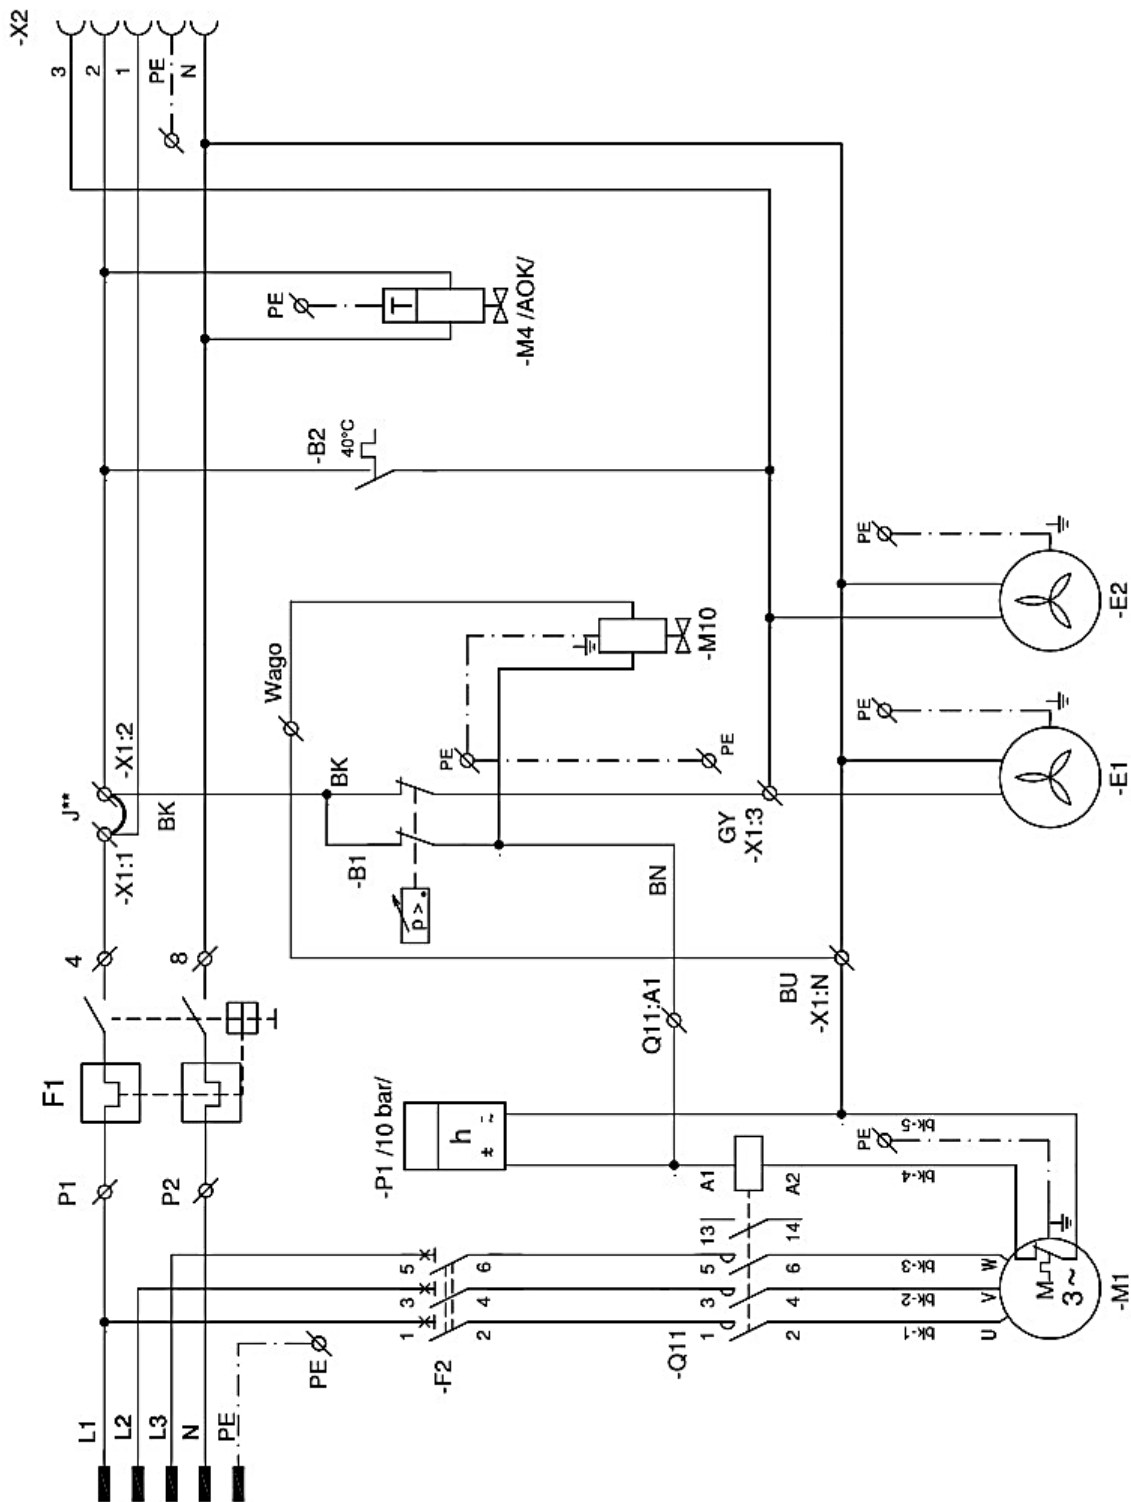 -X2
3
2
1
PE
N
PE
-M4 /AOK/
T
-B2
40°C
Wago
PE
PE
-M10
PE
-E2
PE
-E1
J**
-X1:2
-X1:1
BK
BK
-B1
p >
GY
-X1:3
BN
4
8
Q11:A1
BU
-X1:N
F1
P1
P2
-P1 /10 bar/
h
A1
A2
13
14
bk-5
bk-4
PE
5
6
3
4
1
2
-F2
5
6
3
4
1
2
-Q11
bk-3
bk-2
bk-1
W
V
U
M
3~
-M1
L1
L2
L3
N
PE
PE